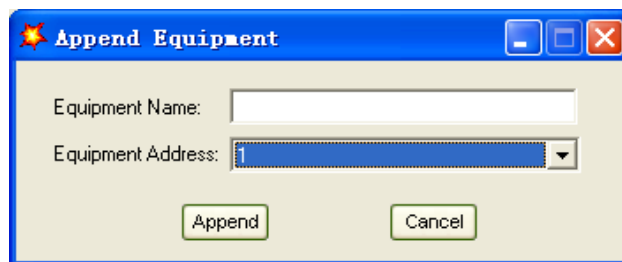 Append Equipment
Equipment Name:
Equipment Address: 1
Append Cancel